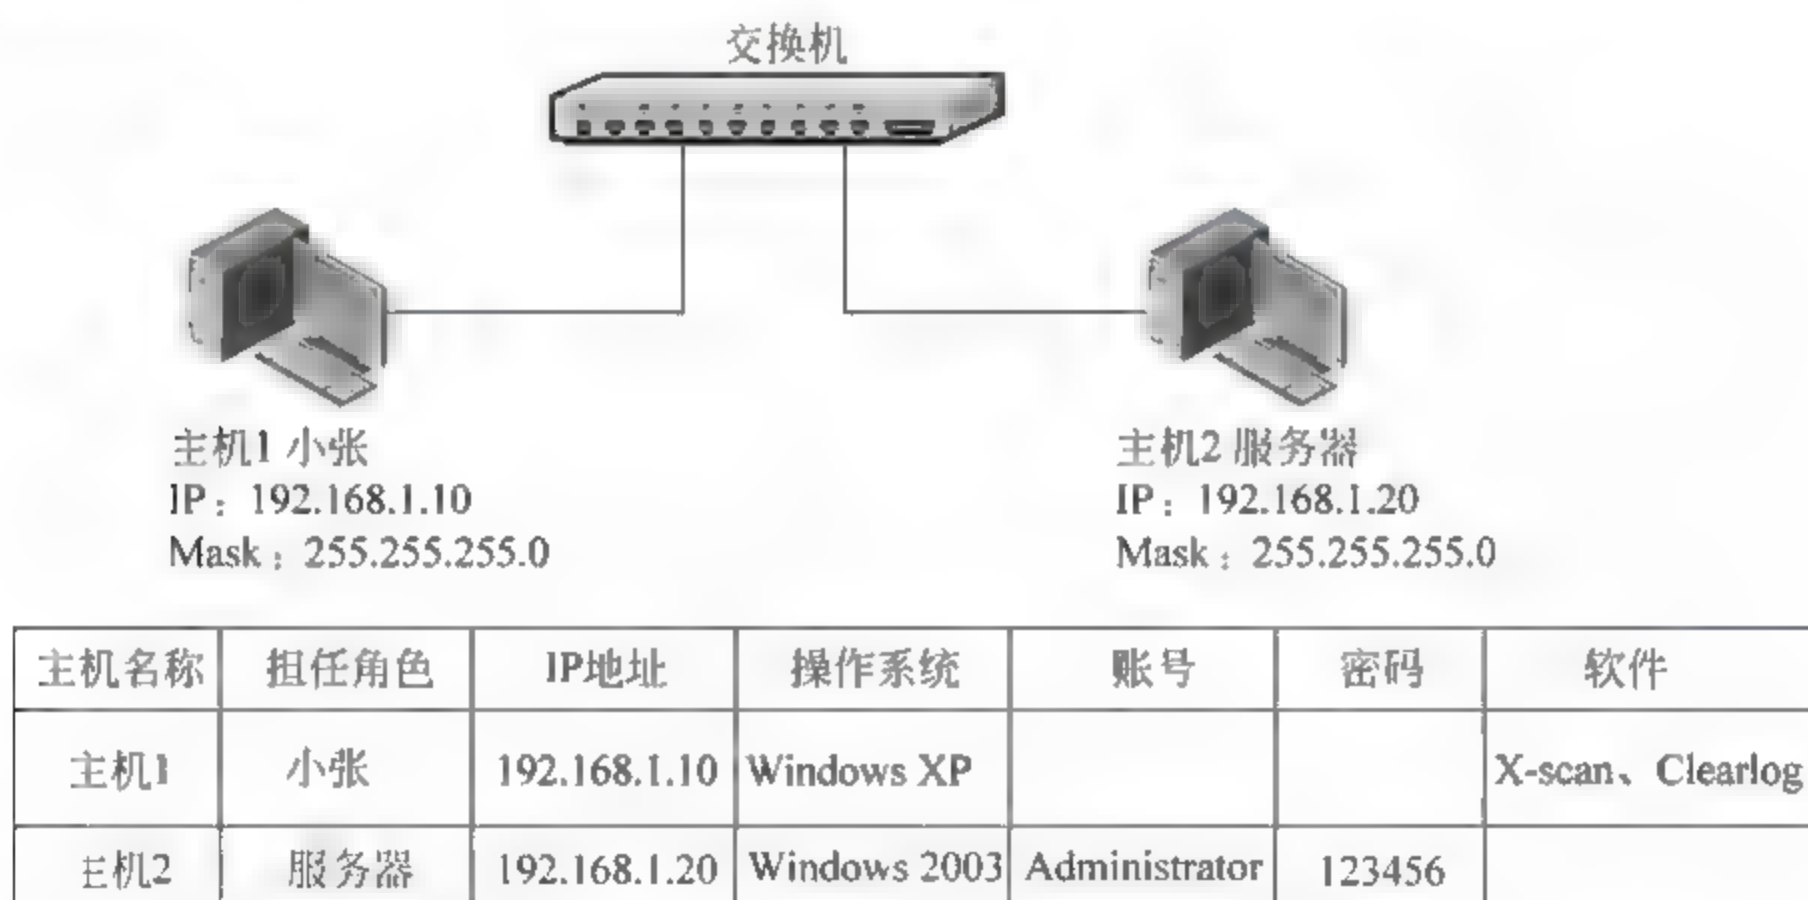 交换机
主机1 小张
IP：192.168.1.10
Mask：255.255.255.0
主机2 服务器
IP：192.168.1.20
Mask：255.255.255.0
主机名称 担任角色 IP地址 操作系统 账号 密码 软件
主机1 小张 192.168.1.10 Windows XP X-scan、Clearlog
主机2 服务器 192.168.1.20 Windows 2003 Administrator 123456